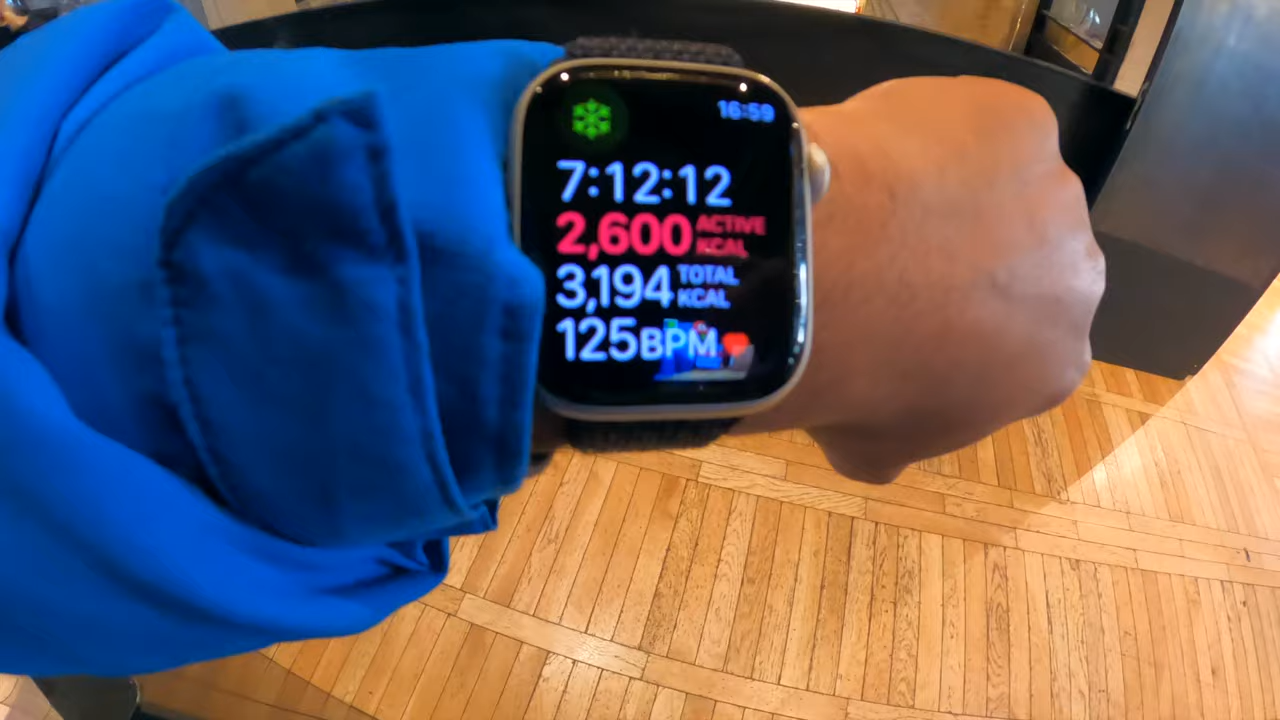 16:59
7:12:12
2,600 ACTIVE KCAL
3,194 TOTAL KCAL
125BPM